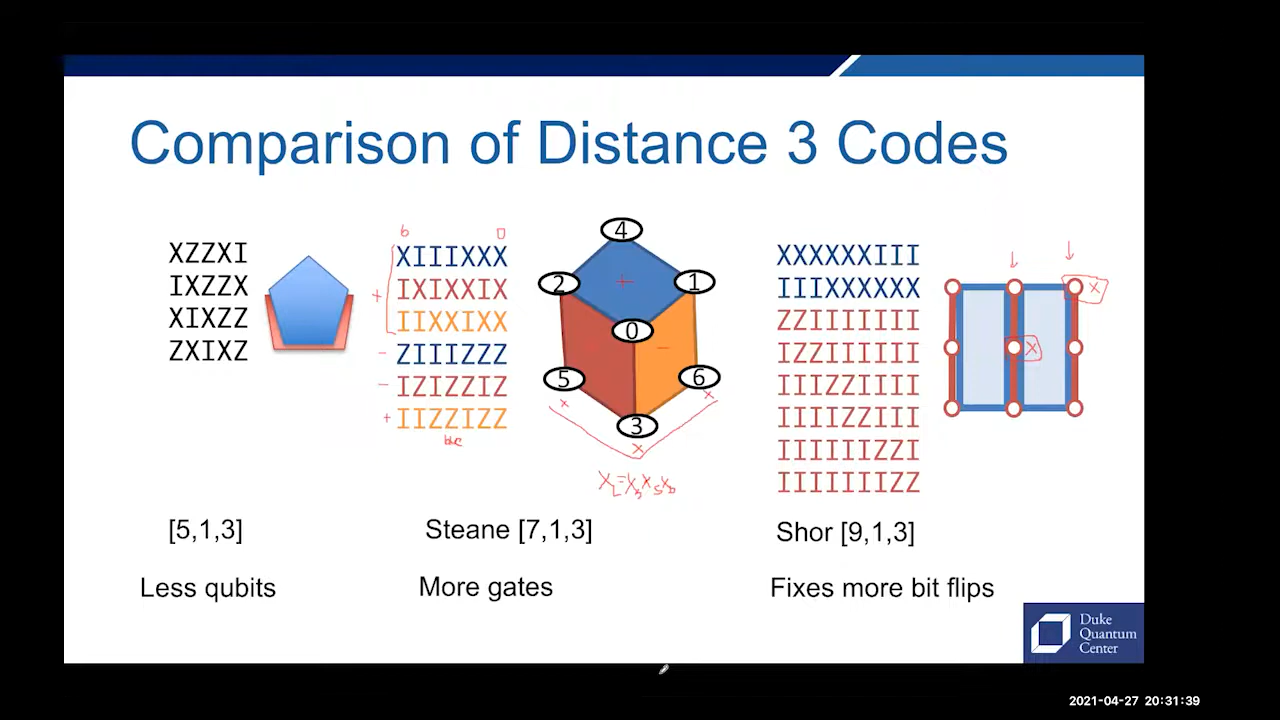 Comparison of Distance 3 Codes
XZZXI
IXZZX
XIXZZ
ZXIXZ
6 0
XIIIXXX
IXIXXIX
IIXXIXX
ZIIIZZZ
IZIZZIZ
IIZZIZZ
+
-
-
+
4
2
1
0
5
6
3
+
-
x
x
x
XXXXXXIII
IIIXXXXXX
ZZIIIIIII
IZZIIIIII
IIIZZIIII
IIIIZZIII
IIIIIIZZI
IIIIIIIZZ
X
X
[5,1,3]
Steane [7,1,3]
Shor [9,1,3]
Less qubits
More gates
Fixes more bit flips
Duke
Quantum
Center
2021-04-27 20:31:39